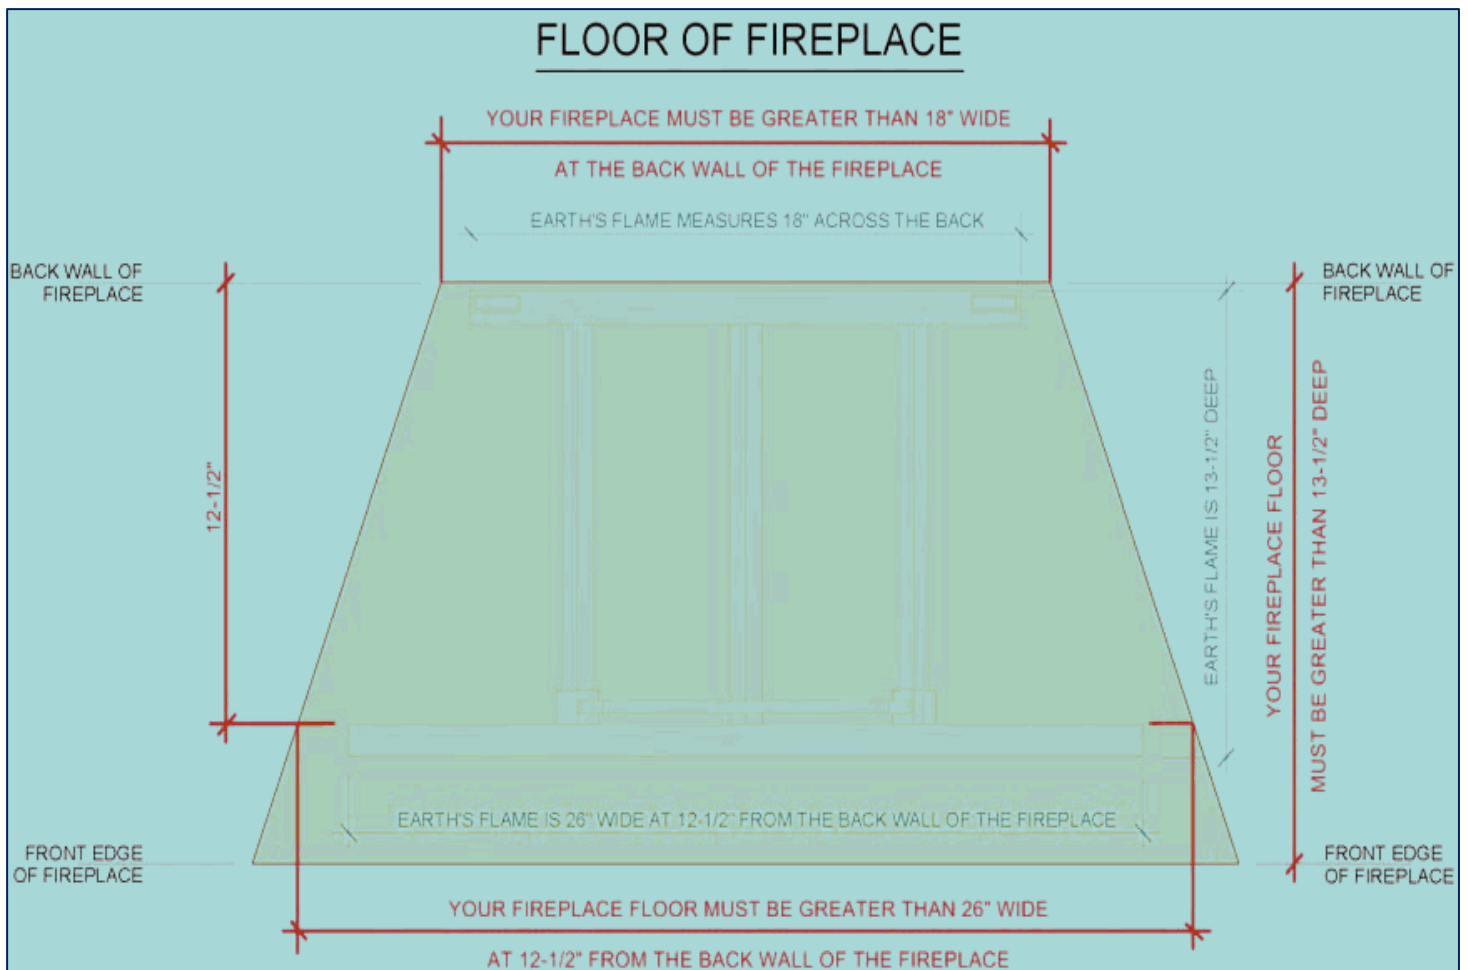 FLOOR OF FIREPLACE
YOUR FIREPLACE MUST BE GREATER THAN 18" WIDE
AT THE BACK WALL OF THE FIREPLACE
EARTH'S FLAME MEASURES 18" ACROSS THE BACK
BACK WALL OF
FIREPLACE
BACK WALL OF
FIREPLACE
12-1/2"
EARTH'S FLAME IS 13-1/2" DEEP
YOUR FIREPLACE FLOOR
MUST BE GREATER THAN 13-1/2" DEEP
EARTH'S FLAME IS 26" WIDE AT 12-1/2" FROM THE BACK WALL OF THE FIREPLACE
FRONT EDGE
OF FIREPLACE
FRONT EDGE
OF FIREPLACE
YOUR FIREPLACE FLOOR MUST BE GREATER THAN 26" WIDE
AT 12-1/2" FROM THE BACK WALL OF THE FIREPLACE